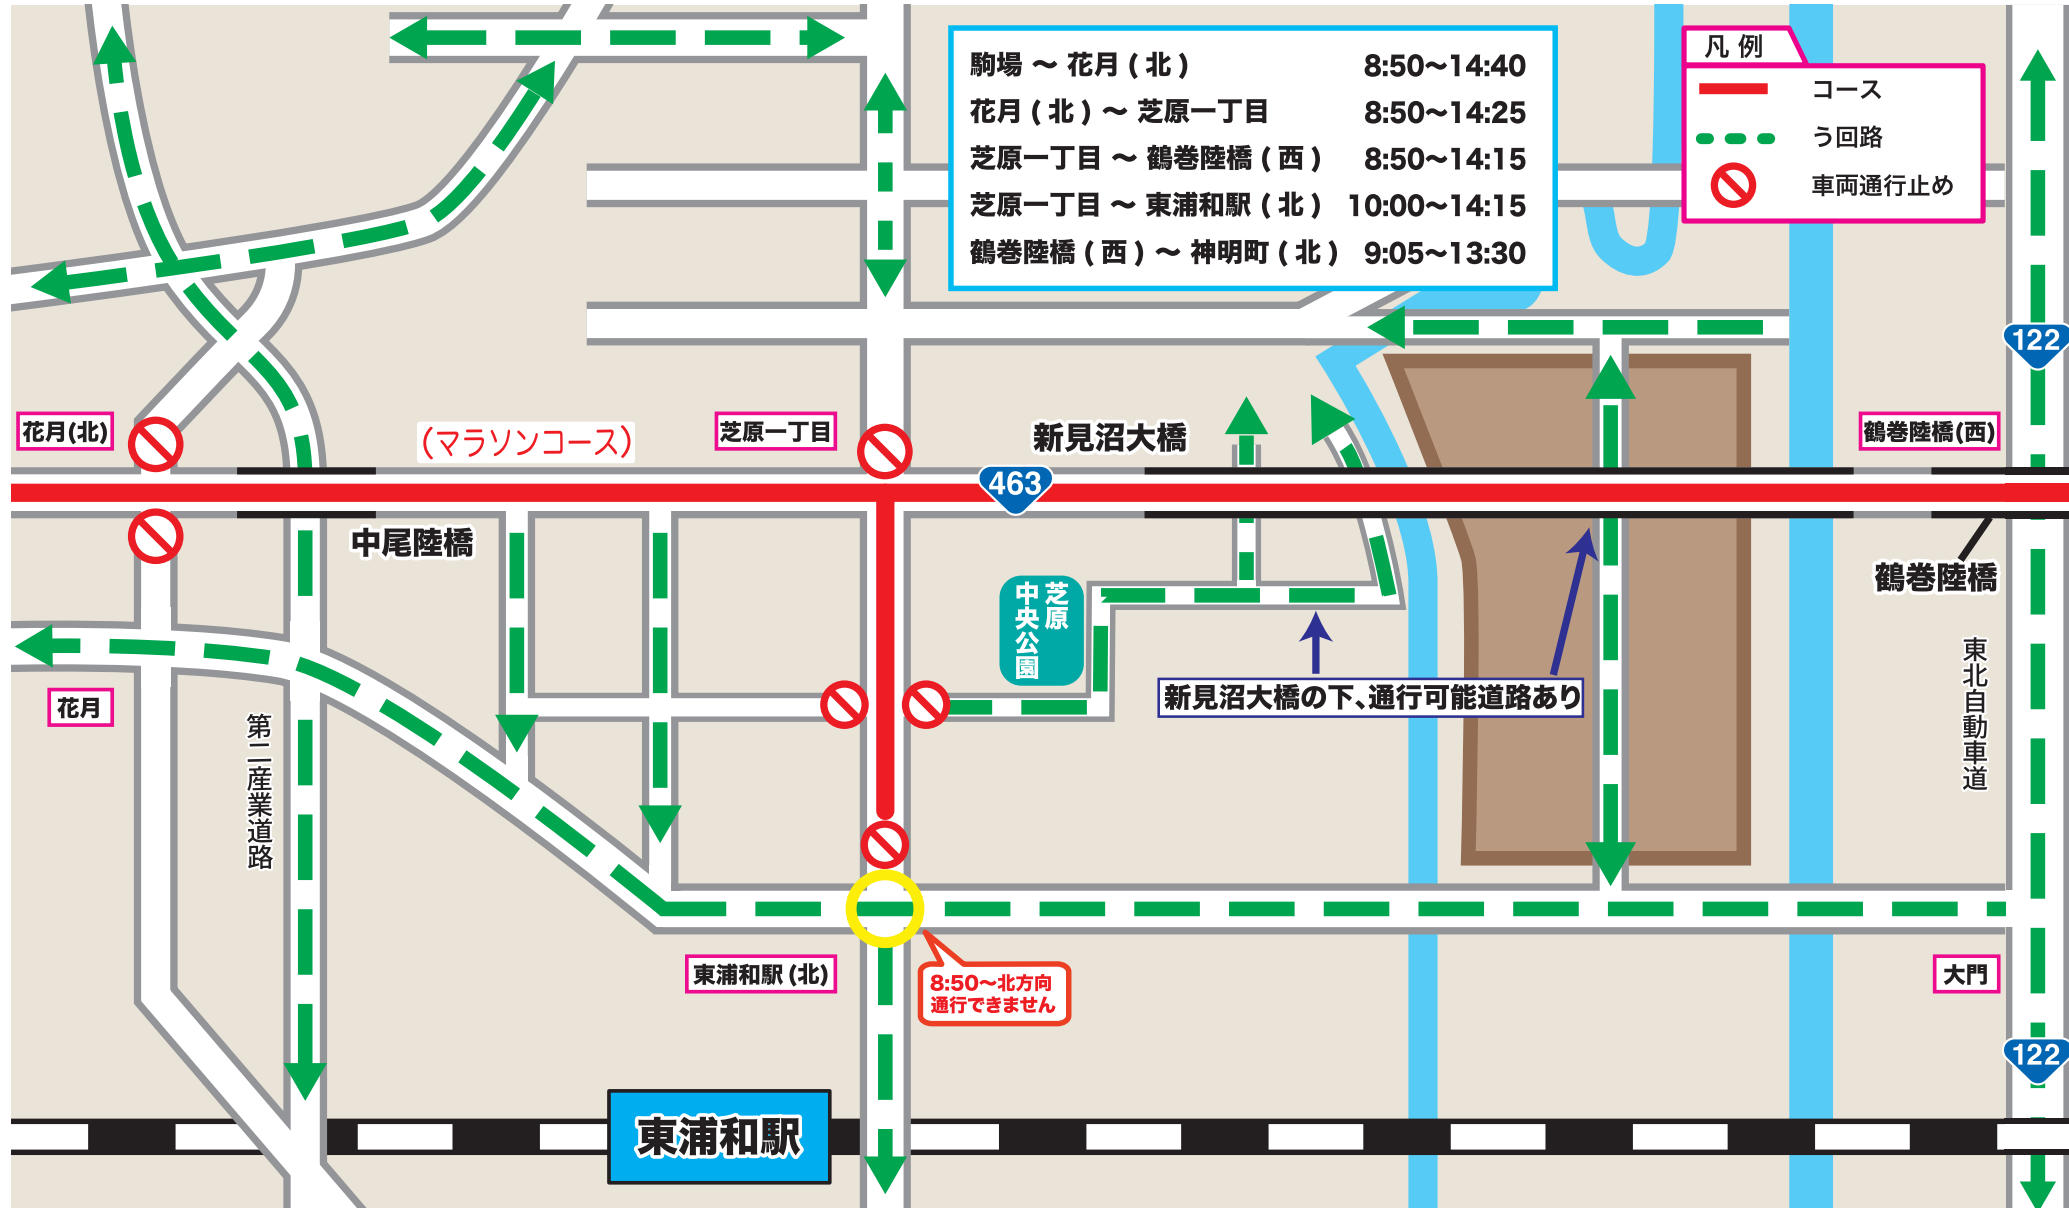 駒場 ～ 花月(北) 8:50～14:40
花月(北) ～ 芝原一丁目 8:50～14:25
芝原一丁目 ～ 鶴巻陸橋(西) 8:50～14:15
芝原一丁目 ～ 東浦和駅(北) 10:00～14:15
鶴巻陸橋(西) ～ 神明町(北) 9:05～13:30
凡例
コース
う回路
車両通行止め
122
花月(北)
(マラソンコース)
芝原一丁目
新見沼大橋
鶴巻陸橋(西)
463
中尾陸橋
鶴巻陸橋
芝原
中央公園
新見沼大橋の下、通行可能道路あり
東北自動車道
花月
第二産業道路
東浦和駅(北)
8:50～北方向
通行できません
大門
122
東浦和駅